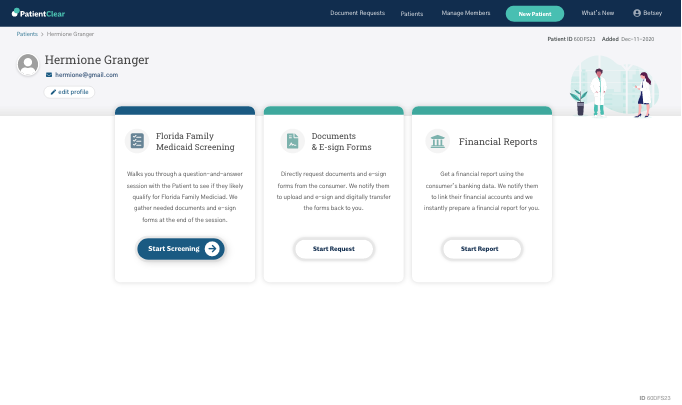 PatientClear
Document Requests Patients Manage Members New Patient What's New Betsey
Patients > Hermione Granger
Patient ID 60DFS23 Added Dec-11-2020
Hermione Granger
hermione@gmail.com
edit profile
Florida Family
Medicaid Screening
Walks you through a question-and-answer
session with the Patient to see if they likely
qualify for Florida Family Mediciad. We
gather needed documents and e-sign
forms at the end of the session.
Start Screening
Documents
& E-sign Forms
Directly request documents and e-sign
forms from the consumer. We notify them
to upload and e-sign and digitally transfer
the forms back to you.
Start Request
Financial Reports
Get a financial report using the
consumer's banking data. We notify them
to link their financial accounts and we
instantly prepare a financial report for you.
Start Report
ID 60DFS23